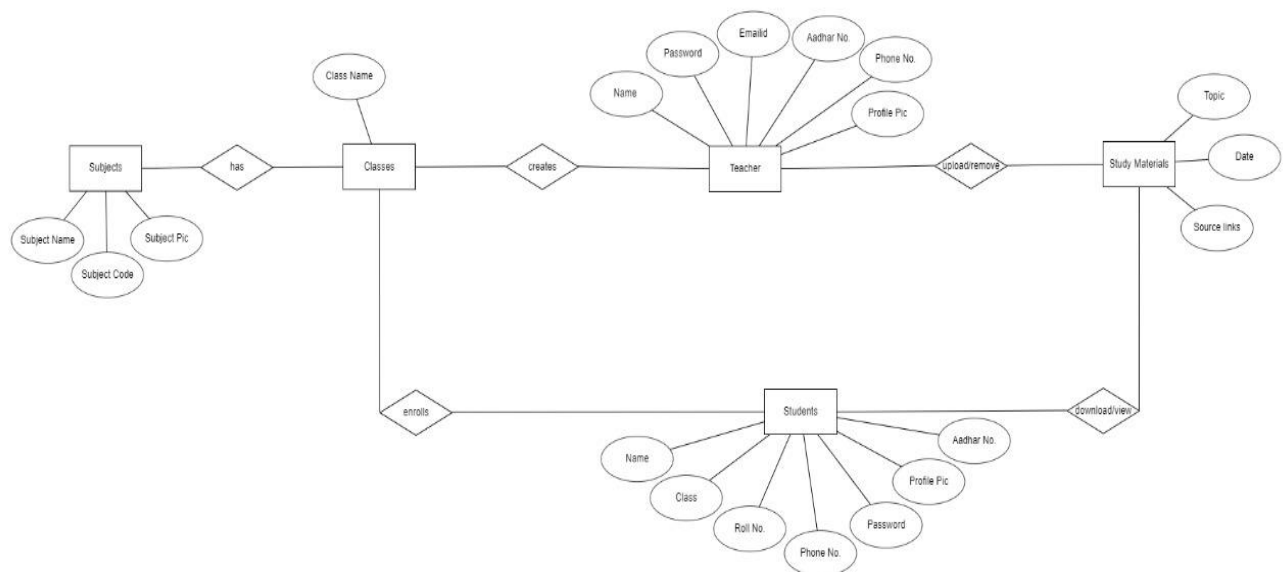 Emailid
Aadhar No.
Password
Phone No.
Class Name
Name
Profile Pic
Topic
Subjects
has
Classes
creates
Teacher
upload/remove
Study Materials
Date
Subject Name
Subject Pic
Subject Code
Source links
enrolls
Students
download/view
Name
Aadhar No.
Class
Profile Pic
Roll No.
Password
Phone No.